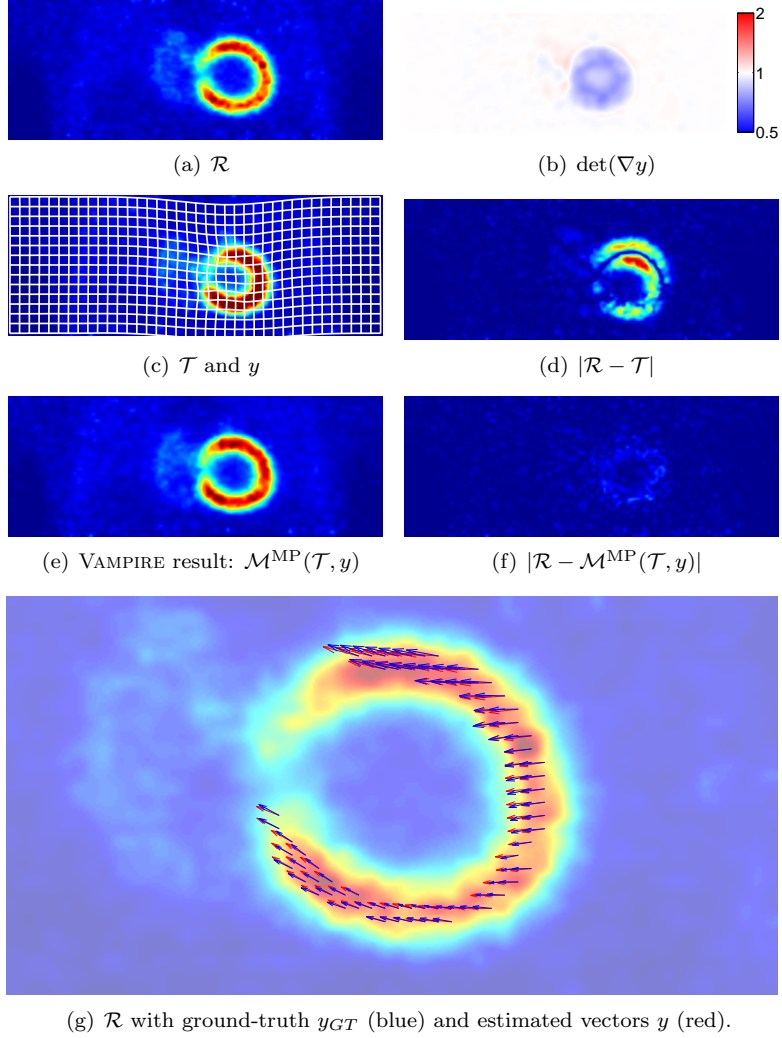 2
1
0.5
(a) R
(b) det(∇y)
(c) T and y
(d) |R − T|
(e) VAMPIRE result: M^MP(T, y)
(f) |R − M^MP(T, y)|
(g) R with ground-truth y_GT (blue) and estimated vectors y (red).